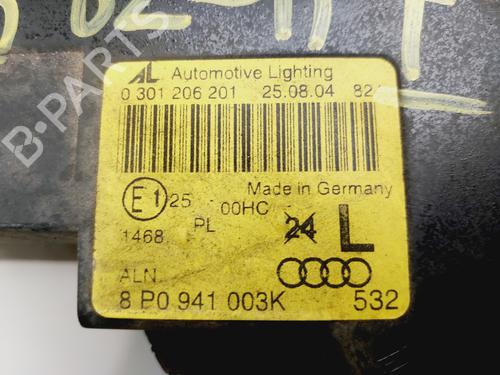 AL Automotive Lighting
0 301 206 201 25.08.04 82
Made in Germany
E1 25 00HC
1468 PL 24 L
ALN
8 P0 941 003K 532
B-PARTS